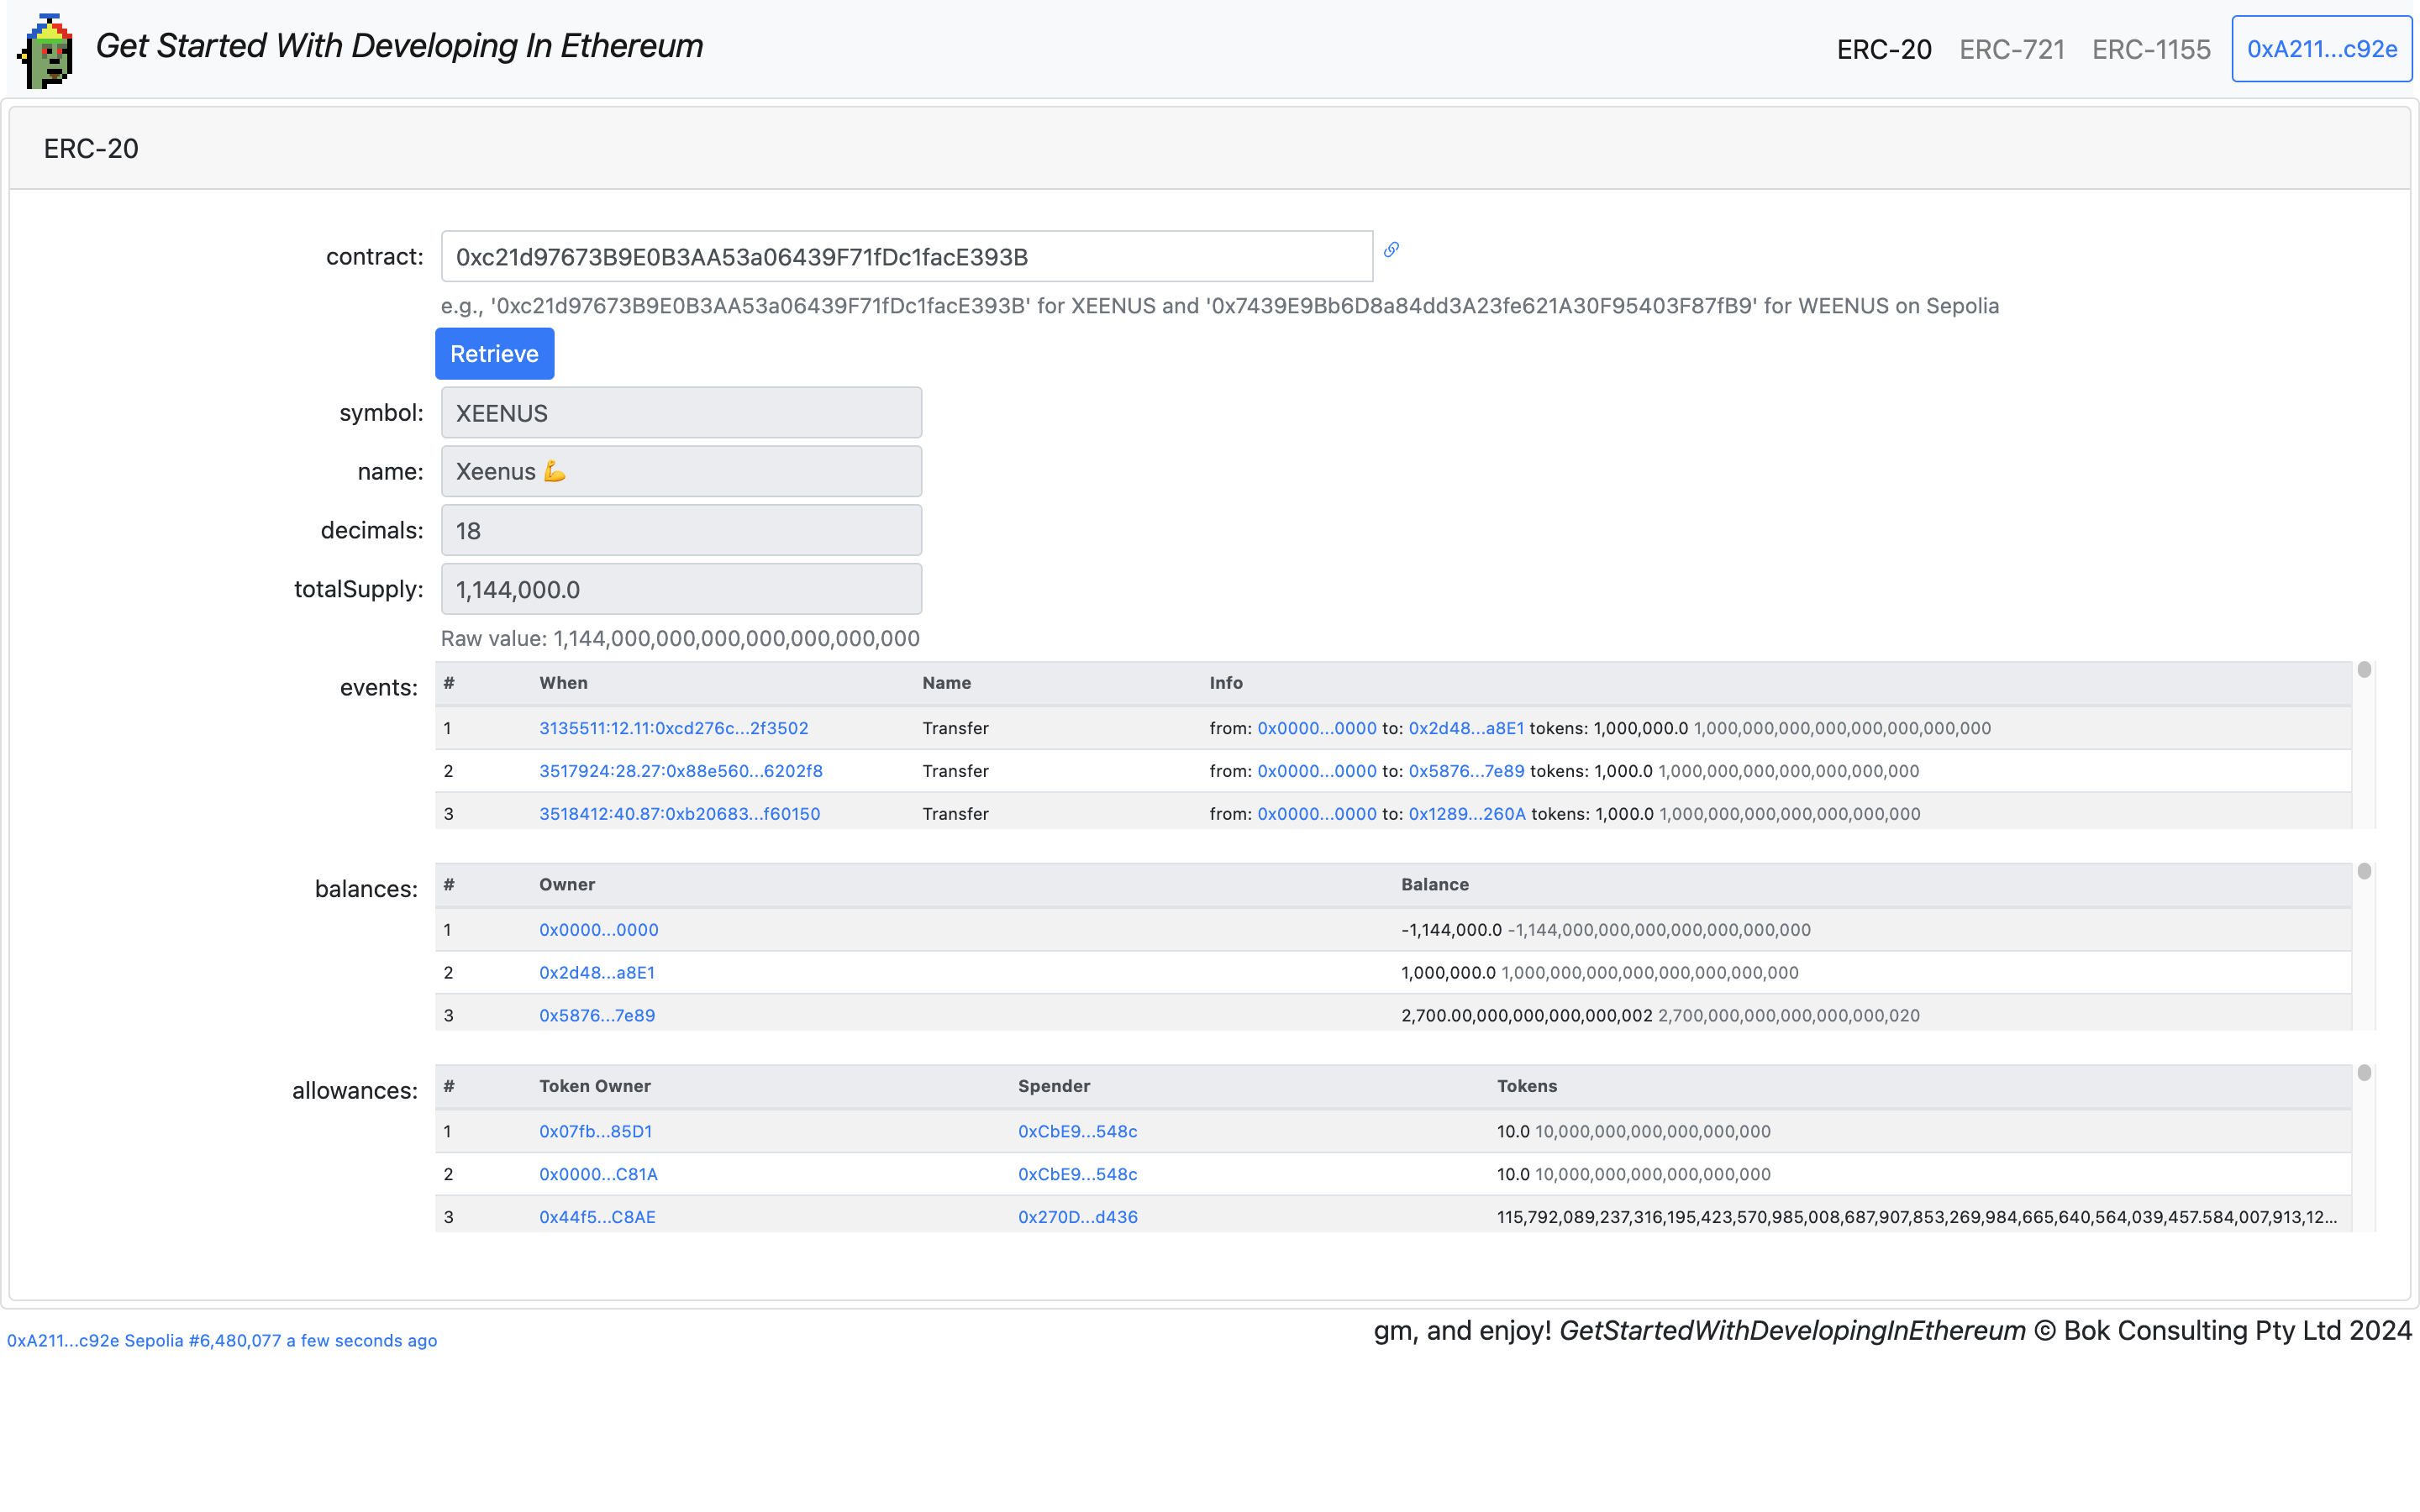 Get Started With Developing In Ethereum ERC-20 ERC-721 ERC-1155 0xA211...c92e
ERC-20
contract: 0xc21d97673B9E0B3AA53a06439F71fDc1facE393B
e.g., '0xc21d97673B9E0B3AA53a06439F71fDc1facE393B' for XEENUS and '0x7439E9Bb6D8a84dd3A23fe621A30F95403F87fB9' for WEENUS on Sepolia
Retrieve
symbol: XEENUS
name: Xeenus 💪
decimals: 18
totalSupply: 1,144,000.0
Raw value: 1,144,000,000,000,000,000,000,000
events: # When Name Info
1 3135511:12.11:0xcd276c...2f3502 Transfer from: 0x0000...0000 to: 0x2d48...a8E1 tokens: 1,000,000.0 1,000,000,000,000,000,000,000,000
2 3517924:28.27:0x88e560...6202f8 Transfer from: 0x0000...0000 to: 0x5876...7e89 tokens: 1,000.0 1,000,000,000,000,000,000,000
3 3518412:40.87:0xb20683...f60150 Transfer from: 0x0000...0000 to: 0x1289...260A tokens: 1,000.0 1,000,000,000,000,000,000,000
balances: # Owner Balance
1 0x0000...0000 -1,144,000.0 -1,144,000,000,000,000,000,000,000
2 0x2d48...a8E1 1,000,000.0 1,000,000,000,000,000,000,000,000
3 0x5876...7e89 2,700.00,000,000,000,000,002 2,700,000,000,000,000,000,020
allowances: # Token Owner Spender Tokens
1 0x07fb...85D1 0xCbE9...548c 10.0 10,000,000,000,000,000,000
2 0x0000...C81A 0xCbE9...548c 10.0 10,000,000,000,000,000,000
3 0x44f5...C8AE 0x270D...d436 115,792,089,237,316,195,423,570,985,008,687,907,853,269,984,665,640,564,039,457.584,007,913,12...
0xA211...c92e Sepolia #6,480,077 a few seconds ago gm, and enjoy! GetStartedWithDevelopingInEthereum © Bok Consulting Pty Ltd 2024